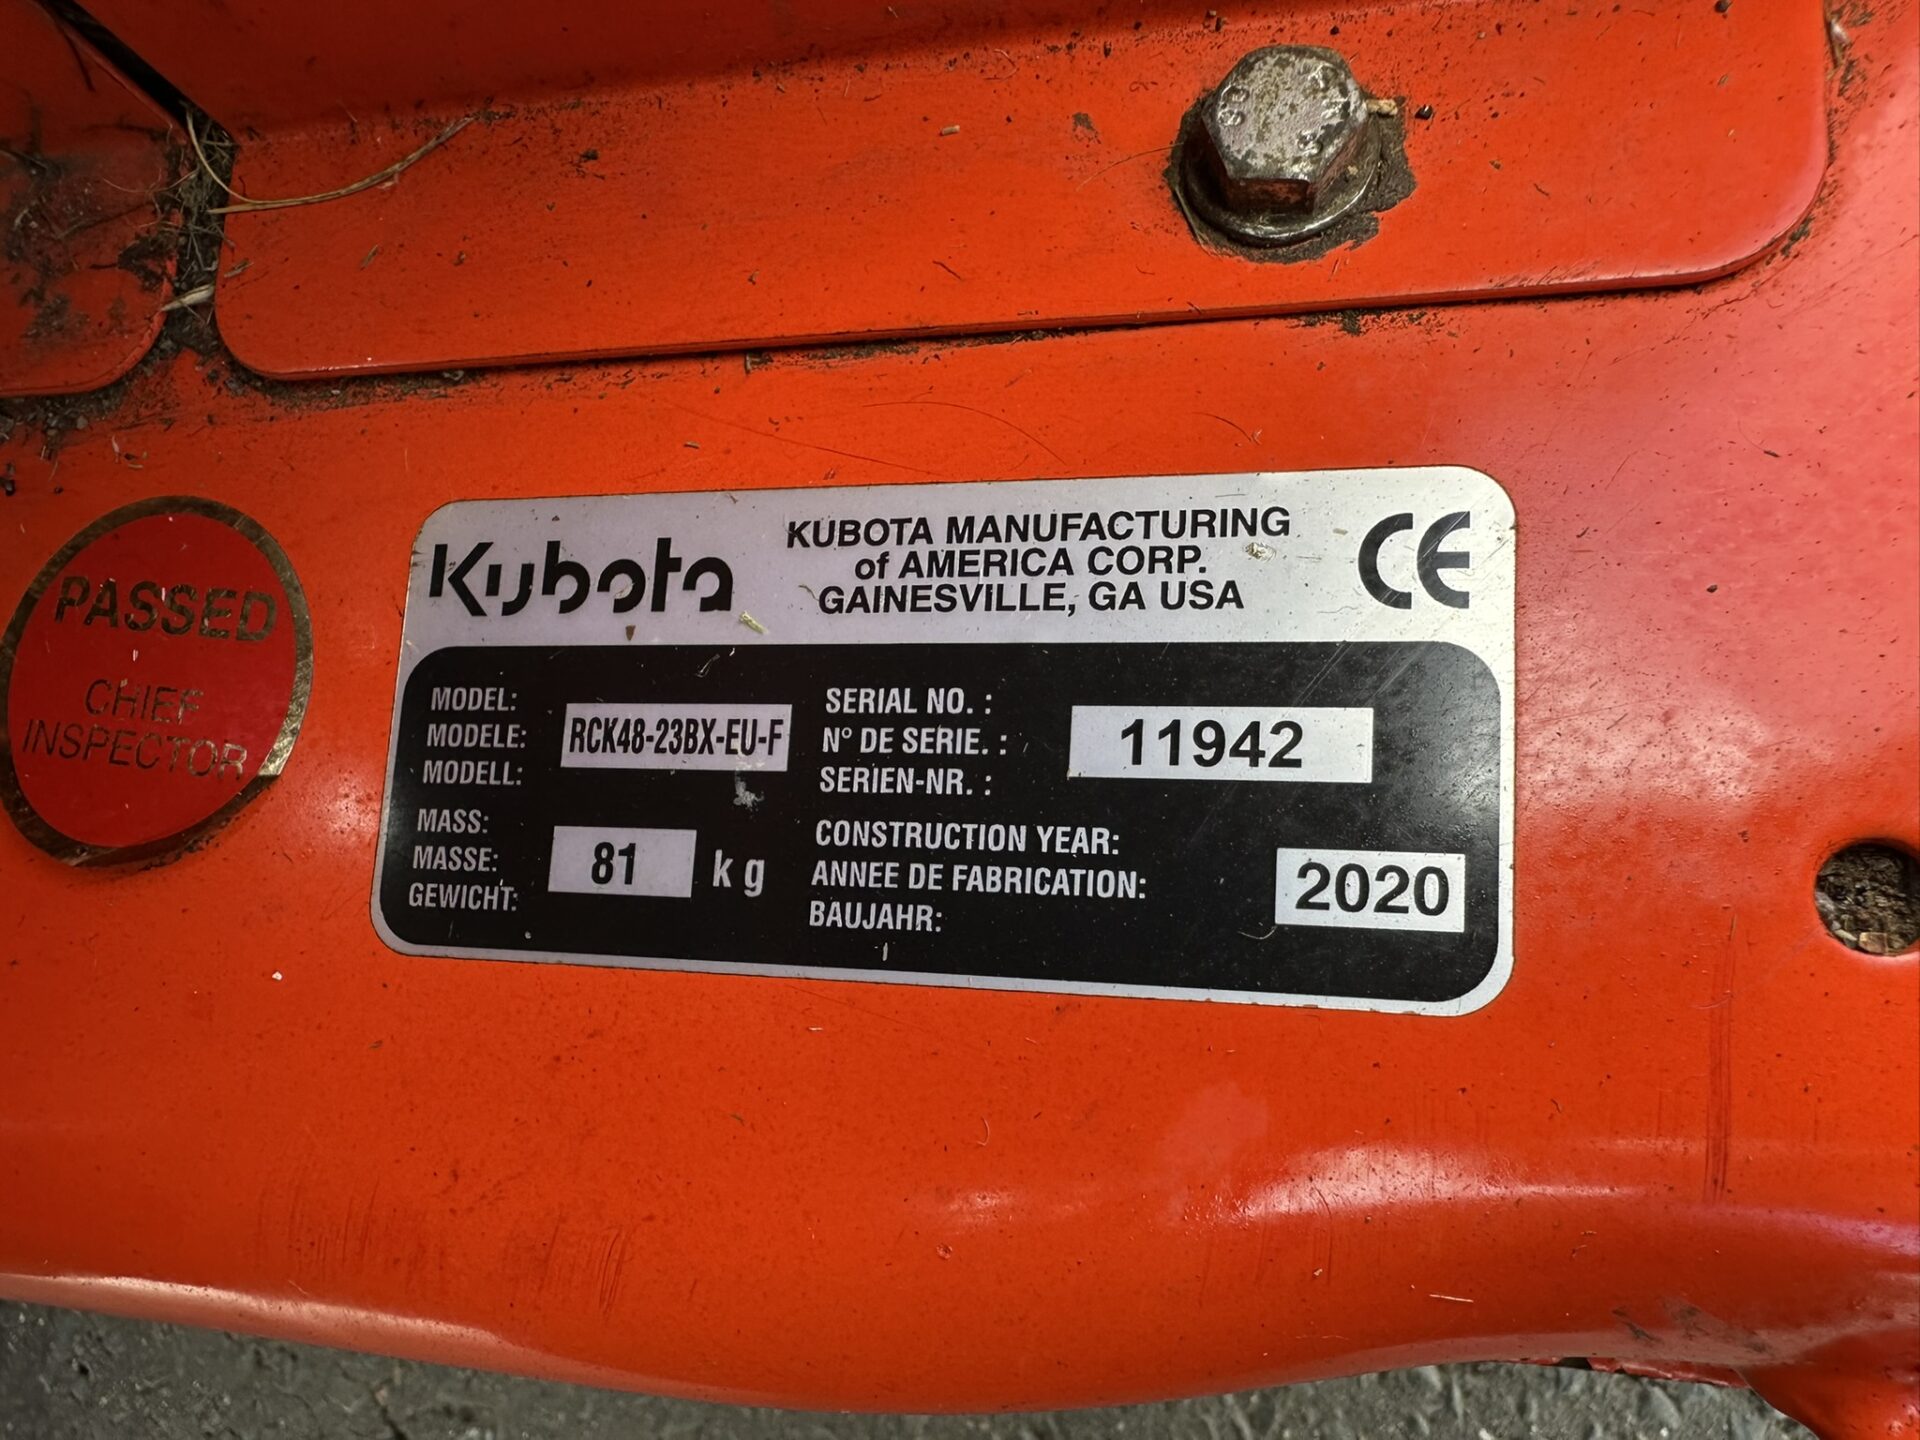 PASSED
CHIEF
INSPECTOR
Kubota
KUBOTA MANUFACTURING
of AMERICA CORP.
GAINESVILLE, GA USA
CE
MODEL:
MODELE:
MODELL:
RCK48-23BX-EU-F
SERIAL NO. :
N° DE SERIE. :
SERIEN-NR. :
11942
MASS:
MASSE:
GEWICHT:
81 kg
CONSTRUCTION YEAR:
ANNEE DE FABRICATION:
BAUJAHR:
2020